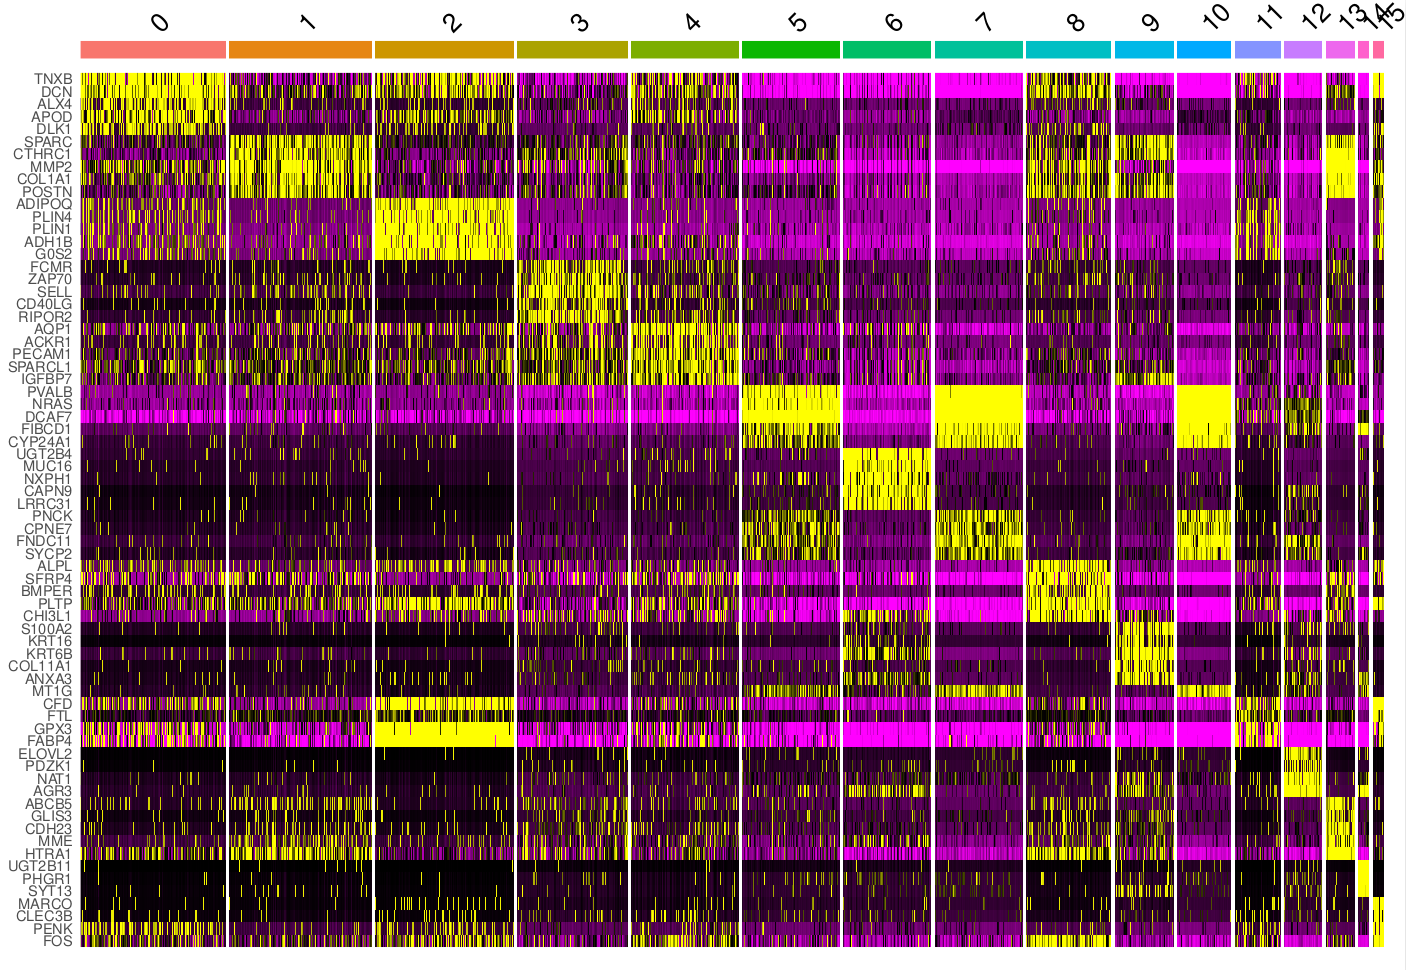 0 1 2 3 4 5 6 7 8 9 10 11 12 13 14 15
TNXB
DCN
ALX4
APOD
DLK1
SPARC
CTHRC1
MMP2
COL1A1
POSTN
ADIPOQ
PLIN4
PLIN1
ADH1B
G0S2
FCMR
ZAP70
SELL
CD40LG
RIPOR2
AQP1
ACKR1
PECAM1
SPARCL1
IGFBP7
PVALB
NRAS
DCAF7
FIBCD1
CYP24A1
UGT2B4
MUC16
NXPH1
CAPN9
LRRC31
PNCK
CPNE7
FNDC11
SYCP2
ALPL
SFRP4
BMPER
PLTP
CHI3L1
S100A2
KRT16
KRT6B
COL11A1
ANXA3
MT1G
CFD
FTL
GPX3
FABP4
ELOVL2
PDZK1
NAT1
AGR3
ABCB5
GLIS3
CDH23
MME
HTRA1
UGT2B11
PHGR1
SYT13
MARCO
CLEC3B
PENK
FOS